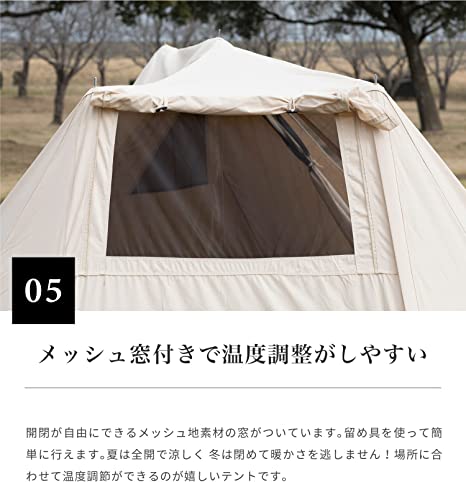 05
メッシュ窓付きで温度調整がしやすい
開閉が自由にできるメッシュ地素材の窓がついています。留め具を使って簡
単に行えます。夏は全開で涼しく 冬は閉めて暖かさを逃しません！場所に合
わせて温度調節ができるのが嬉しいテントです。